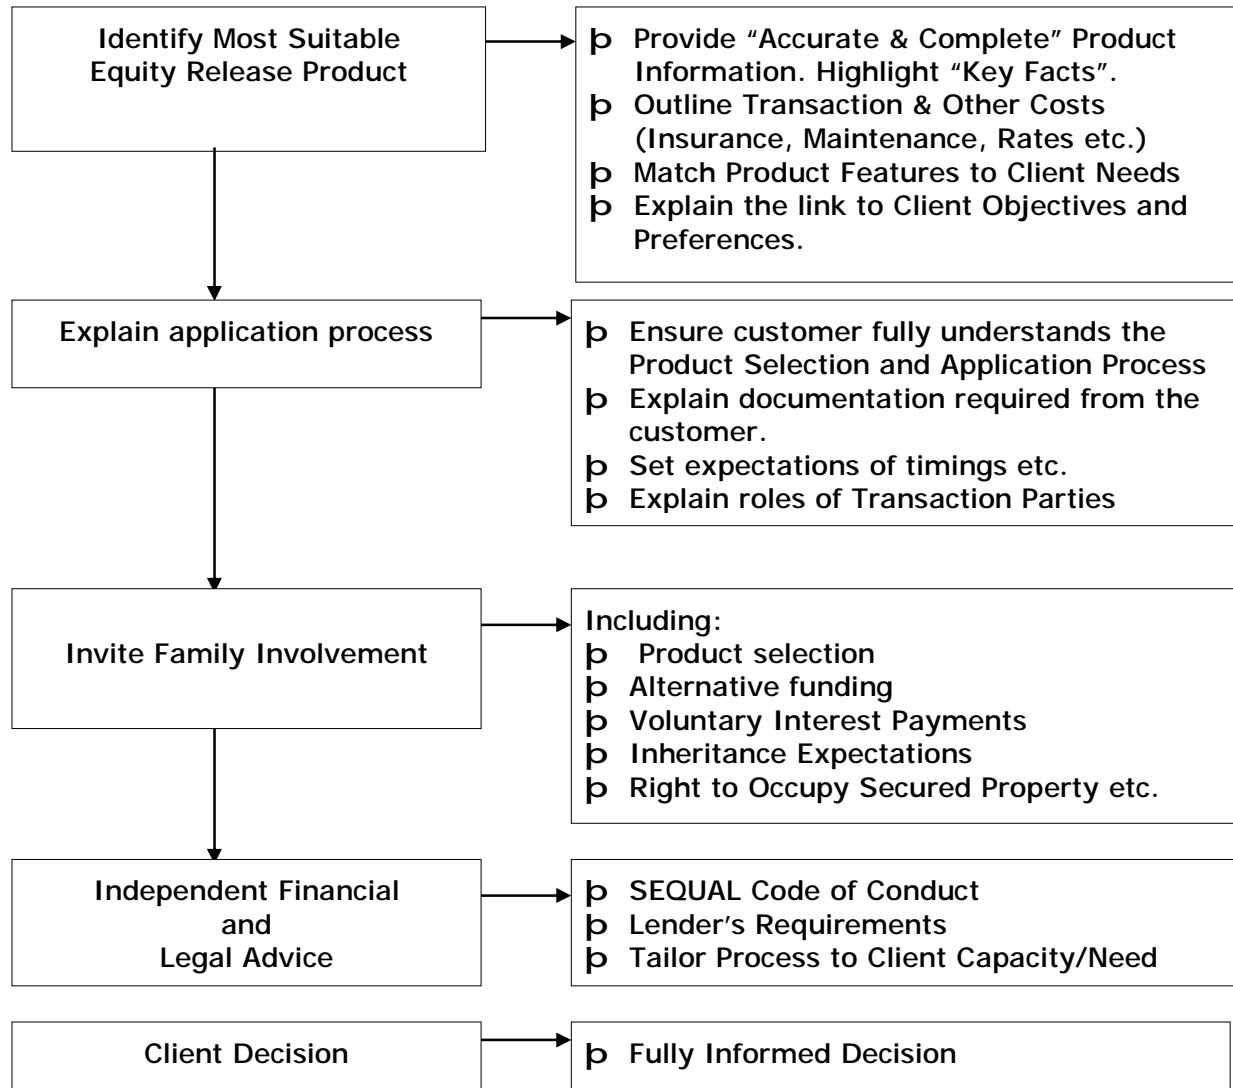 Identify Most Suitable
Equity Release Product
þ Provide “Accurate & Complete” Product
Information. Highlight “Key Facts”.
þ Outline Transaction & Other Costs
(Insurance, Maintenance, Rates etc.)
þ Match Product Features to Client Needs
þ Explain the link to Client Objectives and
Preferences.
Explain application process
þ Ensure customer fully understands the
Product Selection and Application Process
þ Explain documentation required from the
customer.
þ Set expectations of timings etc.
þ Explain roles of Transaction Parties
Invite Family Involvement
Including:
þ Product selection
þ Alternative funding
þ Voluntary Interest Payments
þ Inheritance Expectations
þ Right to Occupy Secured Property etc.
Independent Financial
and
Legal Advice
þ SEQUAL Code of Conduct
þ Lender’s Requirements
þ Tailor Process to Client Capacity/Need
Client Decision
þ Fully Informed Decision